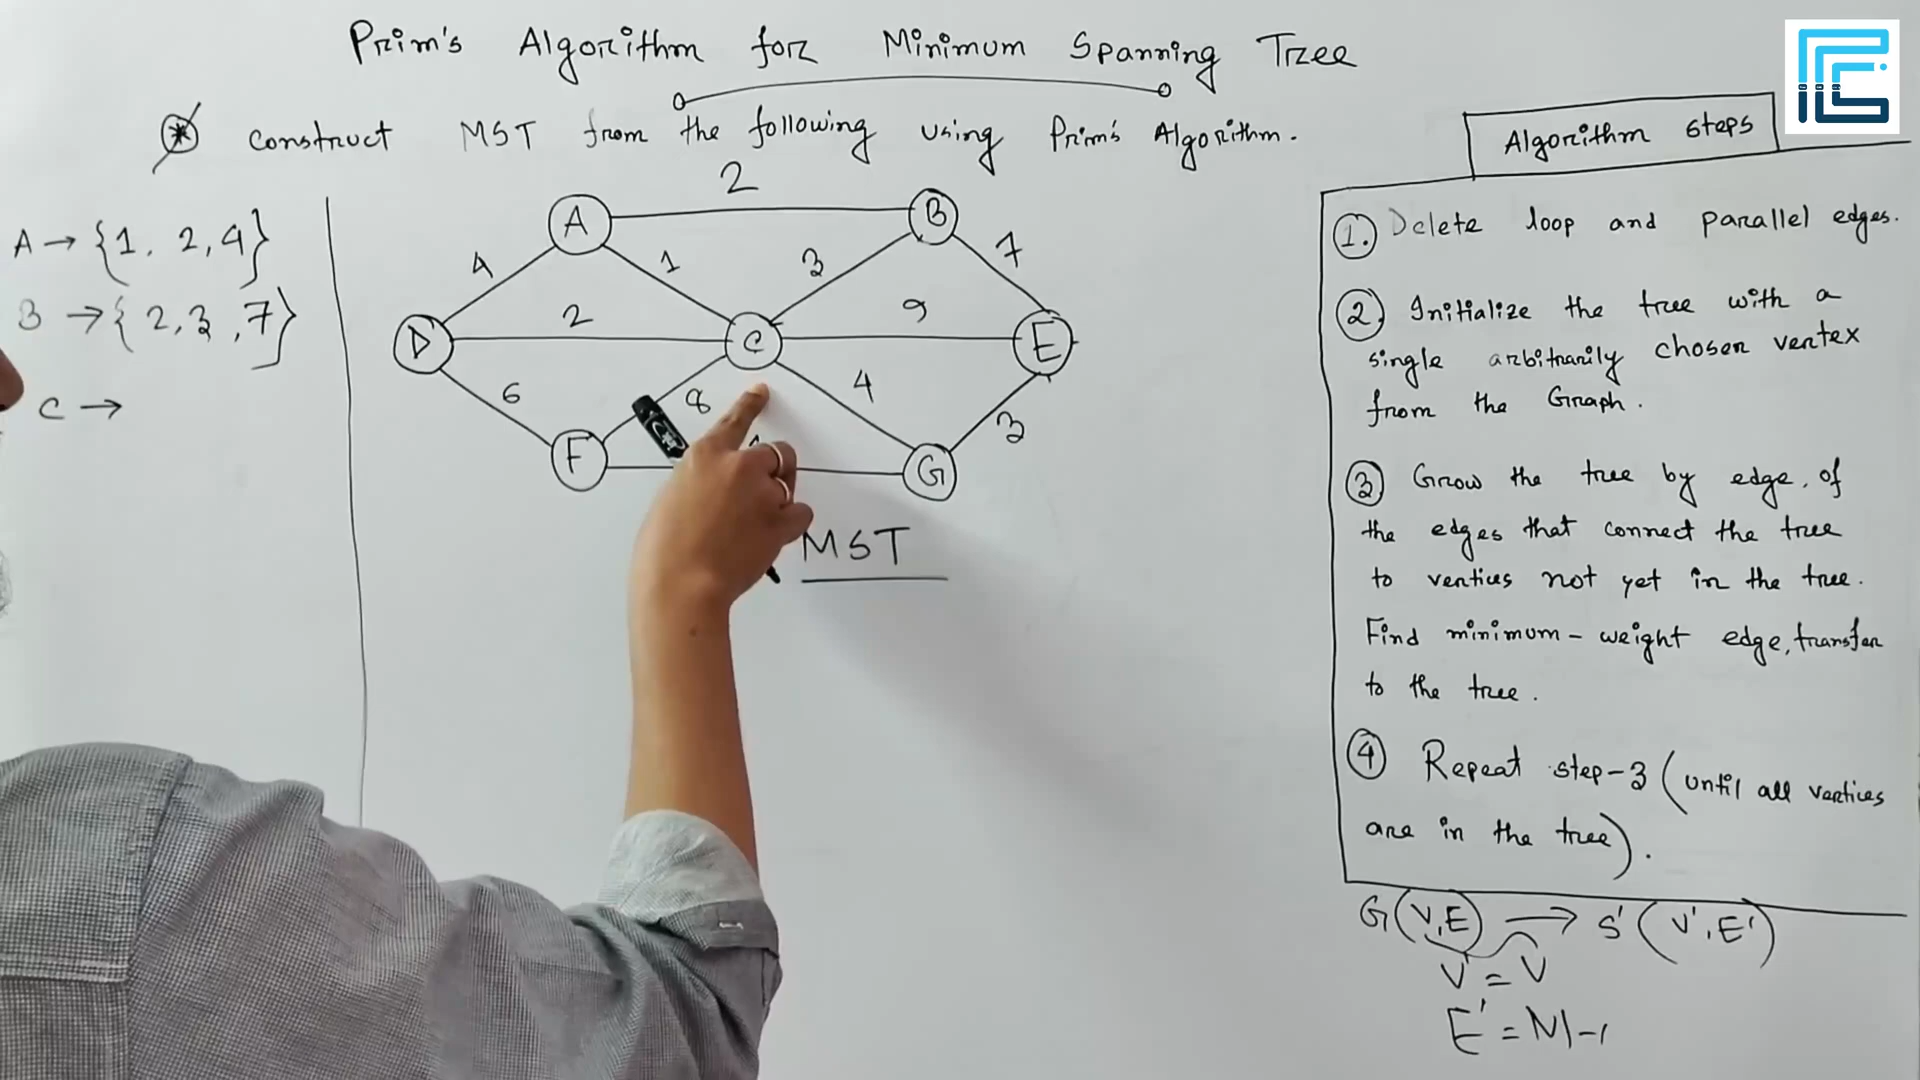 Prim's Algorithm for Minimum Spanning Tree
construct MST from the following using Prim's Algorithm.
A → {1, 2, 4}
B → { 2, 3, 7}
C →
2
A
B
4
1
3
7
D
2
C
9
E
6
8
4
3
F
G
MST
Algorithm steps
1. Delete loop and parallel edges.
2. Initialize the tree with a
single arbitrarily chosen vertex
from the Graph.
3 Grow the tree by edge, of
the edges that connect the tree
to vertices not yet in the tree.
Find minimum - weight edge, transfer
to the tree.
4 Repeat step-3 (until all vertices
are in the tree).
G(V,E) → S' (V', E')
V' = V
E' = |V|-1